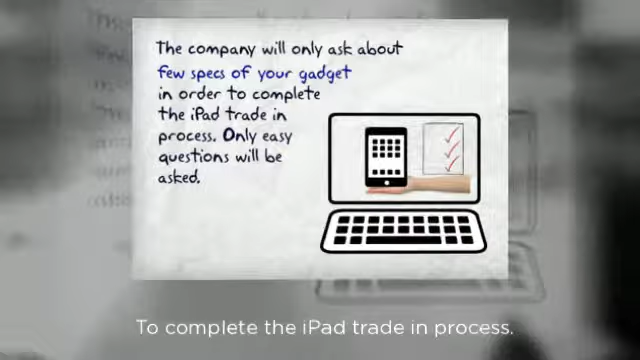 The company will only ask about
few specs of your gadget
in order to complete
the iPad trade in
process. Only easy
questions will be
asked.
To complete the iPad trade in process.